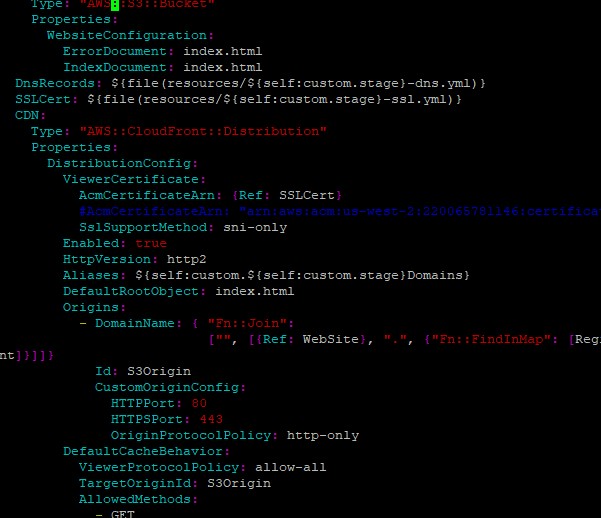 Type: "AWS::S3::Bucket"
Properties:
WebsiteConfiguration:
ErrorDocument: index.html
IndexDocument: index.html
DnsRecords: ${file(resources/${self:custom.stage}-dns.yml)}
SSLCert: ${file(resources/${self:custom.stage}-ssl.yml)}
CDN:
Type: "AWS::CloudFront::Distribution"
Properties:
DistributionConfig:
ViewerCertificate:
AcmCertificateArn: {Ref: SSLCert}
#AcmCertificateArn: "arn:aws:acm:us-west-2:220065781146:certifica
SslSupportMethod: sni-only
Enabled: true
HttpVersion: http2
Aliases: ${self:custom.${self:custom.stage}Domains}
DefaultRootObject: index.html
Origins:
- DomainName: { "Fn::Join":
["", [{Ref: WebSite}, ".", {"Fn::FindInMap": [Regi
nt]}]]}
Id: S3Origin
CustomOriginConfig:
HTTPPort: 80
HTTPSPort: 443
OriginProtocolPolicy: http-only
DefaultCacheBehavior:
ViewerProtocolPolicy: allow-all
TargetOriginId: S3Origin
AllowedMethods:
- GET